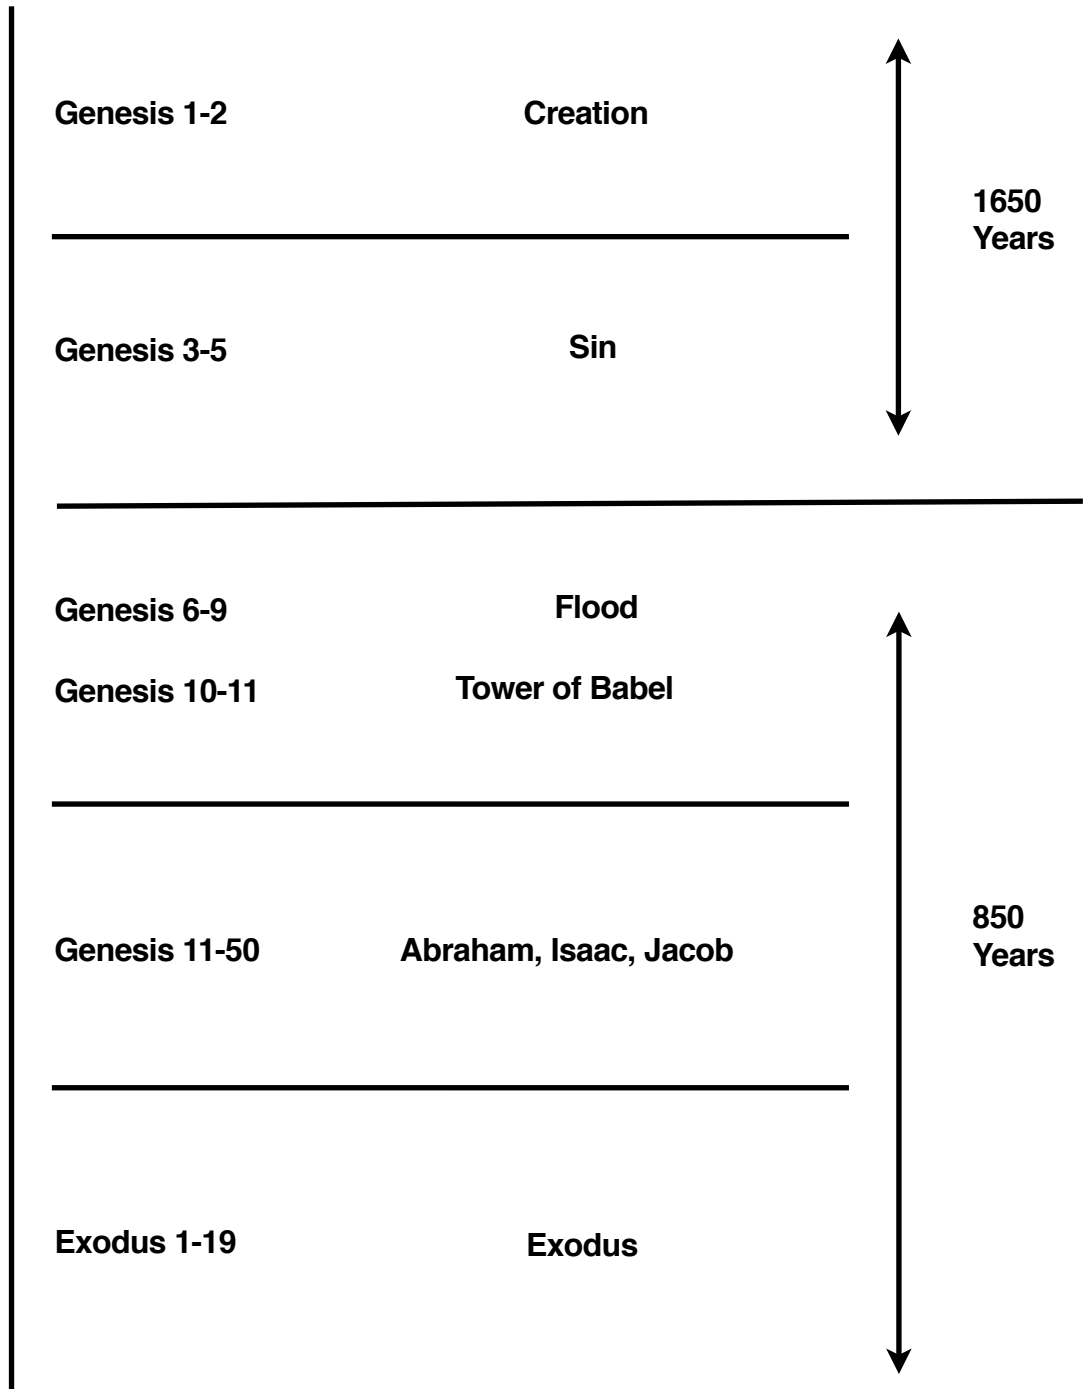 Genesis 1-2 Creation
1650
Years
Genesis 3-5 Sin
Genesis 6-9 Flood
Genesis 10-11 Tower of Babel
Genesis 11-50 Abraham, Isaac, Jacob
850
Years
Exodus 1-19 Exodus